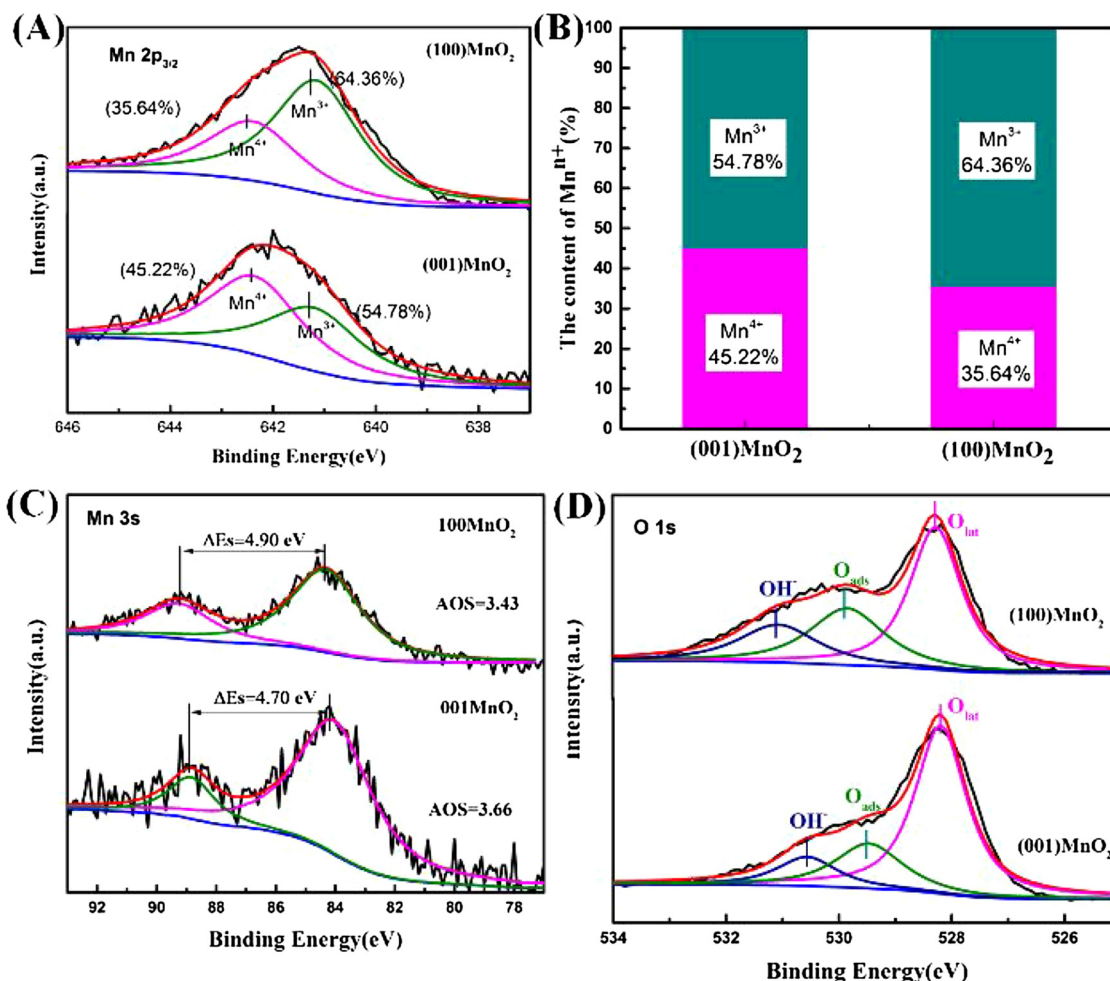 (A)
Mn 2p₃/₂
(100)MnO₂
(64.36%)
(35.64%)
Mn³⁺
Mn⁴⁺
(001)MnO₂
(45.22%)
Mn⁴⁺
(54.78%)
Mn³⁺
Intensity(a.u.)
646 644 642 640 638
Binding Energy(eV)
(B)
100
90
80
70
60
50
40
30
20
10
0
The content of Mnⁿ⁺(%)
Mn³⁺
54.78%
Mn³⁺
64.36%
Mn⁴⁺
45.22%
Mn⁴⁺
35.64%
(001)MnO₂ (100)MnO₂
(C)
Mn 3s
100MnO₂
ΔEs=4.90 eV
AOS=3.43
ΔEs=4.70 eV
001MnO₂
AOS=3.66
Intensity(a.u.)
92 90 88 86 84 82 80 78
Binding Energy(eV)
(D)
O 1s
O lat
O ads
OH⁻
(100)MnO₂
O lat
O ads
OH⁻
(001)MnO₂
Intensity(a.u.)
534 532 530 528 526
Binding Energy(eV)